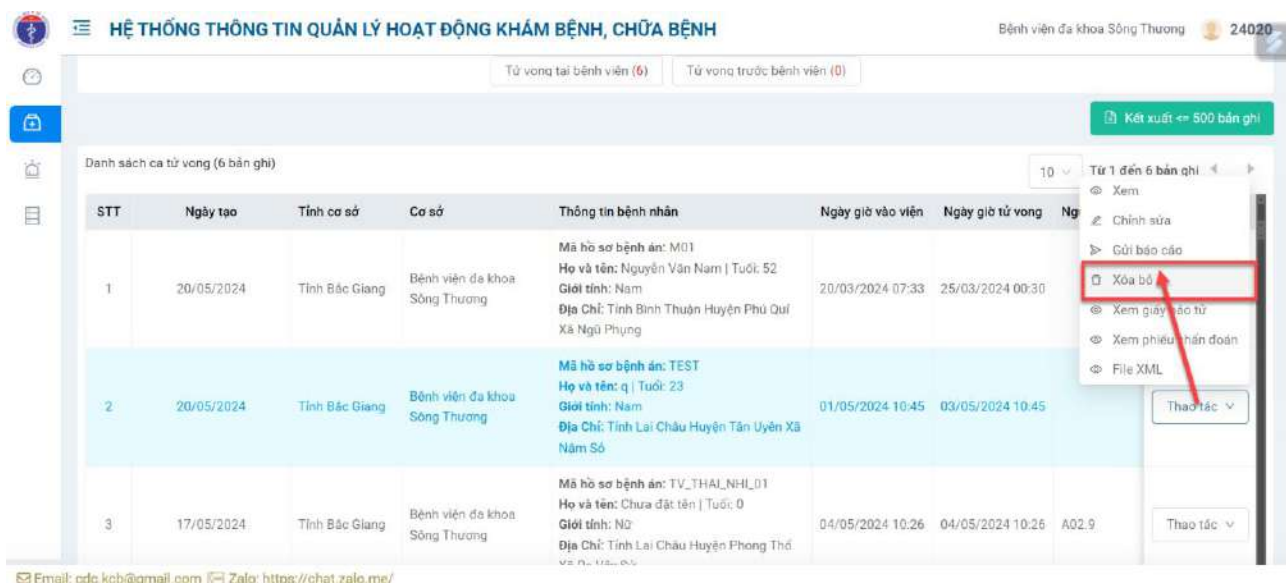 HỆ THỐNG THÔNG TIN QUẢN LÝ HOẠT ĐỘNG KHÁM BỆNH, CHỮA BỆNH
Bệnh viện đa khoa Sông Thương
24020
Tử vong tại bệnh viện (6)
Tử vong trước bệnh viện (0)
Kết xuất <= 500 bản ghi
Danh sách ca tử vong (6 bản ghi)
10
Từ 1 đến 6 bản ghi
STT Ngày tạo Tỉnh cơ sở Cơ sở Thông tin bệnh nhân Ngày giờ vào viện Ngày giờ tử vong
Xem
Chỉnh sửa
Gửi báo cáo
Xóa bỏ
Xem giấy báo tử
Xem phiếu chẩn đoán
File XML
1 20/05/2024 Tỉnh Bắc Giang
Bệnh viện đa khoa
Sông Thương
Mã hồ sơ bệnh án: M01
Họ và tên: Nguyễn Văn Nam | Tuổi: 52
Giới tính: Nam
Địa Chỉ: Tỉnh Bình Thuận Huyện Phú Quí
Xã Ngũ Phụng
20/03/2024 07:33 25/03/2024 00:30
2 20/05/2024 Tỉnh Bắc Giang
Bệnh viện đa khoa
Sông Thương
Mã hồ sơ bệnh án: TEST
Họ và tên: q | Tuổi: 23
Giới tính: Nam
Địa Chỉ: Tỉnh Lai Châu Huyện Tân Uyên Xã
Nậm Sỏ
01/05/2024 10:45 03/05/2024 10:45
Thao tác
3 17/05/2024 Tỉnh Bắc Giang
Bệnh viện đa khoa
Sông Thương
Mã hồ sơ bệnh án: TV_THAI_NHI_01
Họ và tên: Chưa đặt tên | Tuổi: 0
Giới tính: Nữ
Địa Chỉ: Tỉnh Lai Châu Huyện Phong Thổ
04/05/2024 10:26 04/05/2024 10:26 A02.9
Thao tác
Email: cdc.kcb@gmail.com Zalo: https://chat.zalo.me/